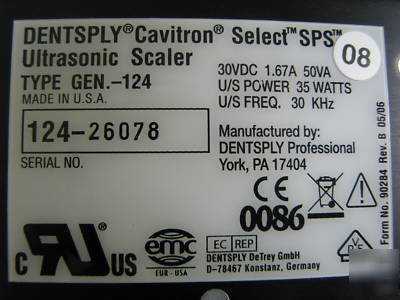 DENTSPLY® Cavitron® Select™ SPS™
Ultrasonic Scaler
TYPE GEN.-124
MADE IN U.S.A.
30VDC 1.67A 50VA
U/S POWER 35 WATTS
U/S FREQ. 30 KHz
08
124-26078
SERIAL NO.
Manufactured by:
DENTSPLY Professional
York, PA 17404
CE
0086
C UR US
emc
EUR - USA
EC REP
DENTSPLY DeTrey GmbH
D-78467 Konstanz, Germany
Form No. 90284 Rev. B 05/06